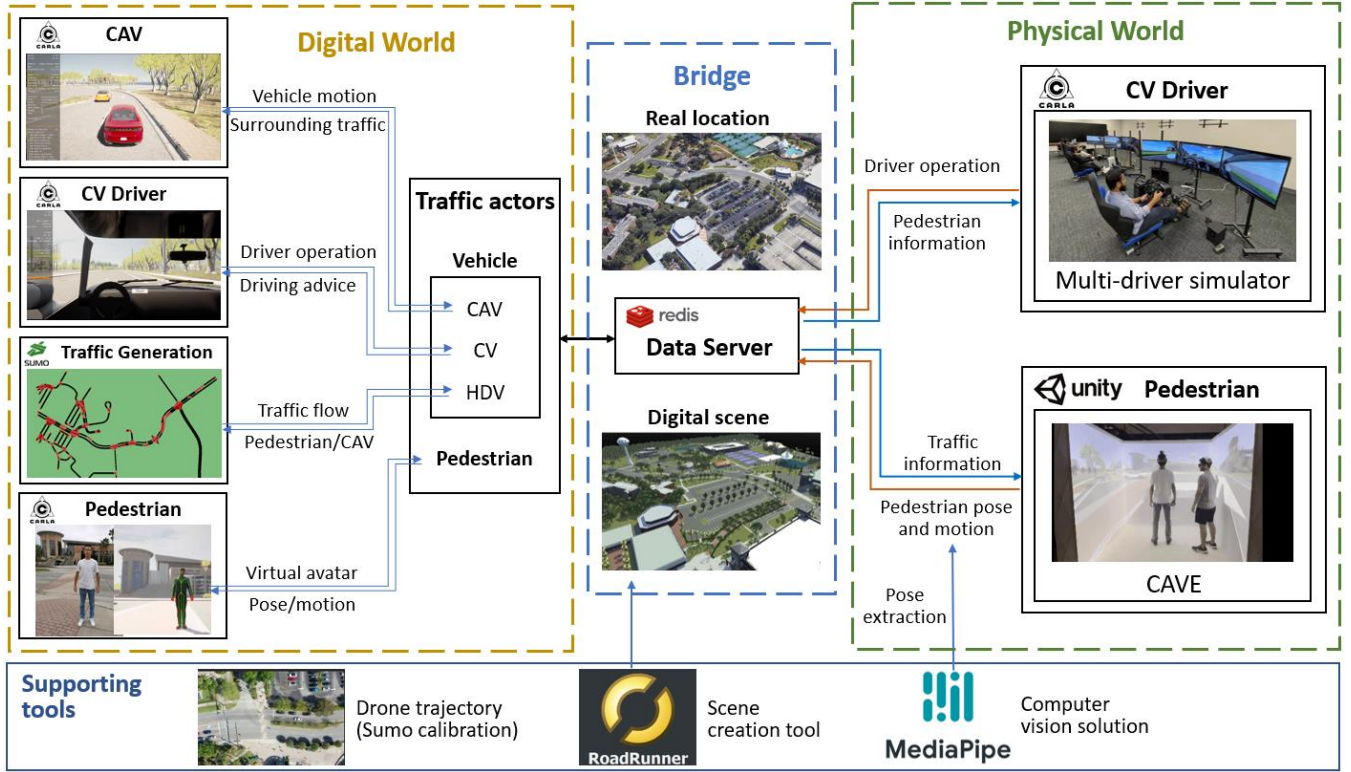 Digital World
CARLA
CAV
Vehicle motion
Surrounding traffic
CARLA
CV Driver
Driver operation
Driving advice
SUMO
Traffic Generation
Traffic flow
Pedestrian/CAV
CARLA
Pedestrian
Virtual avatar
Pose/motion
Traffic actors
Vehicle
CAV
CV
HDV
Pedestrian
Bridge
Real location
redis
Data Server
Digital scene
Physical World
Driver operation
Pedestrian
information
CARLA
CV Driver
Multi-driver simulator
Traffic
information
Pedestrian pose
and motion
Pose
extraction
unity
Pedestrian
CAVE
Supporting
tools
Drone trajectory
(Sumo calibration)
RoadRunner
Scene
creation tool
MediaPipe
Computer
vision solution